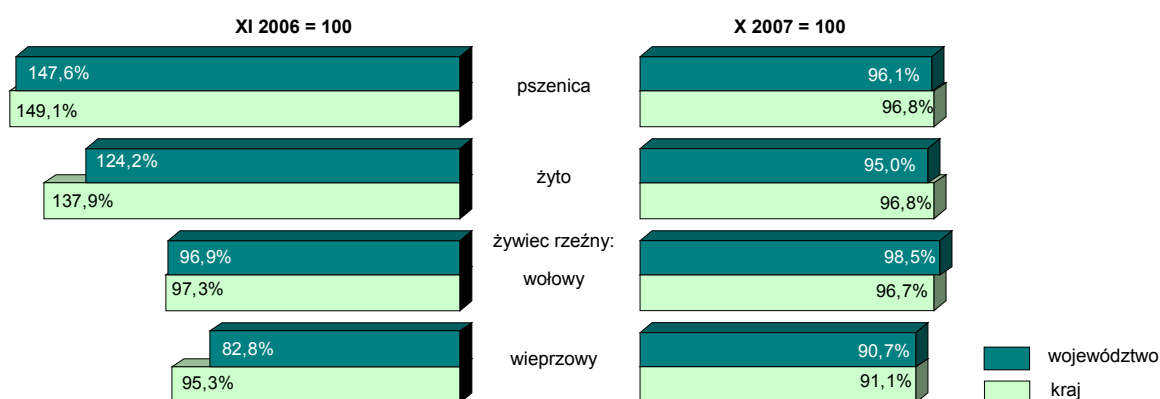 XI 2006 = 100
X 2007 = 100
147,6%
149,1%
pszenica
96,1%
96,8%
124,2%
137,9%
żyto
95,0%
96,8%
żywiec rzeźny:
96,9%
97,3%
wołowy
98,5%
96,7%
82,8%
95,3%
wieprzowy
90,7%
91,1%
województwo
kraj